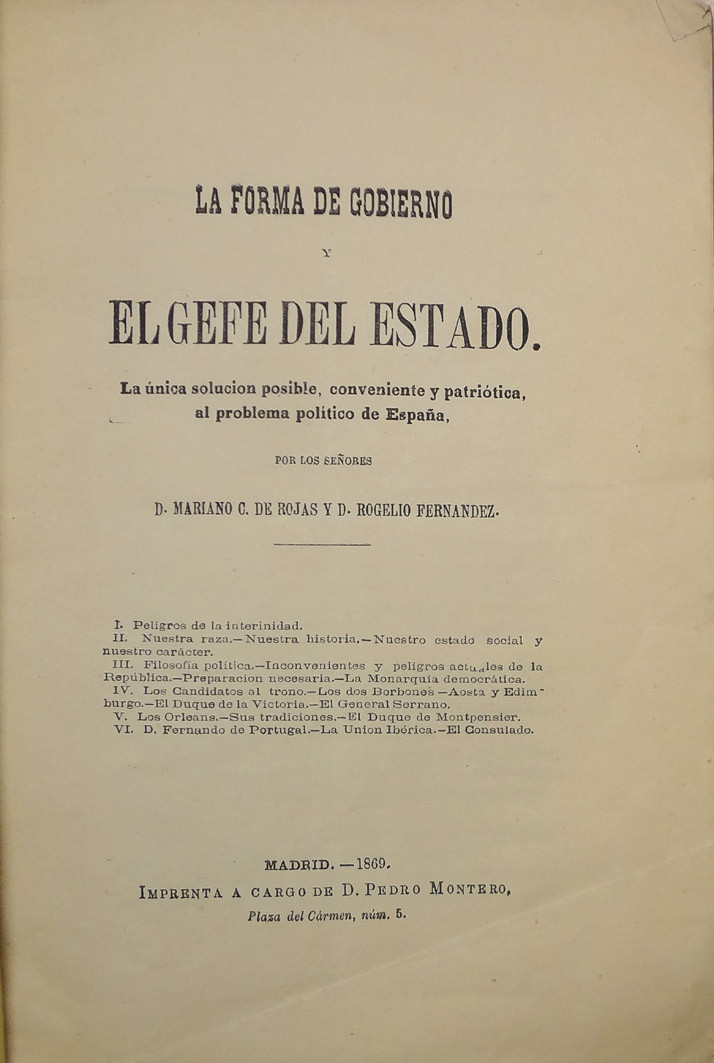 LA FORMA DE GOBIERNO
Y
EL GEFE DEL ESTADO.
La única solucion posible, conveniente y patriótica,
al problema político de España,
POR LOS SEÑORES
D. MARIANO C. DE ROJAS Y D. ROGELIO FERNANDEZ.
I. Peligros de la interinidad.
II. Nuestra raza.—Nuestra historia.—Nuestro estado social y
nuestro carácter.
III. Filosofía política.—Inconvenientes y peligros actuales de la
República.—Preparacion necesaria.—La Monarquía democrática.
IV. Los Candidatos al trono.—Los dos Borbones—Aosta y Edim-
burgo.—El Duque de la Victoria.—El General Serrano.
V. Los Orleans.—Sus tradiciones.—El Duque de Montpensier.
VI. D. Fernando de Portugal.—La Union Ibérica.—El Consulado.
MADRID.—1869.
IMPRENTA A CARGO DE D. PEDRO MONTERO,
Plaza del Cármen, núm. 5.